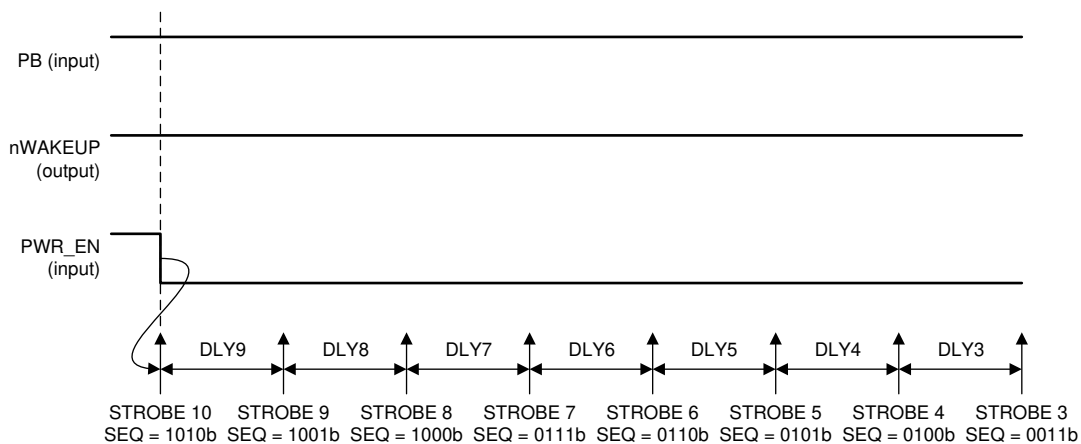 PB (input)
nWAKEUP
(output)
PWR_EN
(input)
DLY9 DLY8 DLY7 DLY6 DLY5 DLY4 DLY3
STROBE 10 STROBE 9 STROBE 8 STROBE 7 STROBE 6 STROBE 5 STROBE 4 STROBE 3
SEQ = 1010b SEQ = 1001b SEQ = 1000b SEQ = 0111b SEQ = 0110b SEQ = 0101b SEQ = 0100b SEQ = 0011b